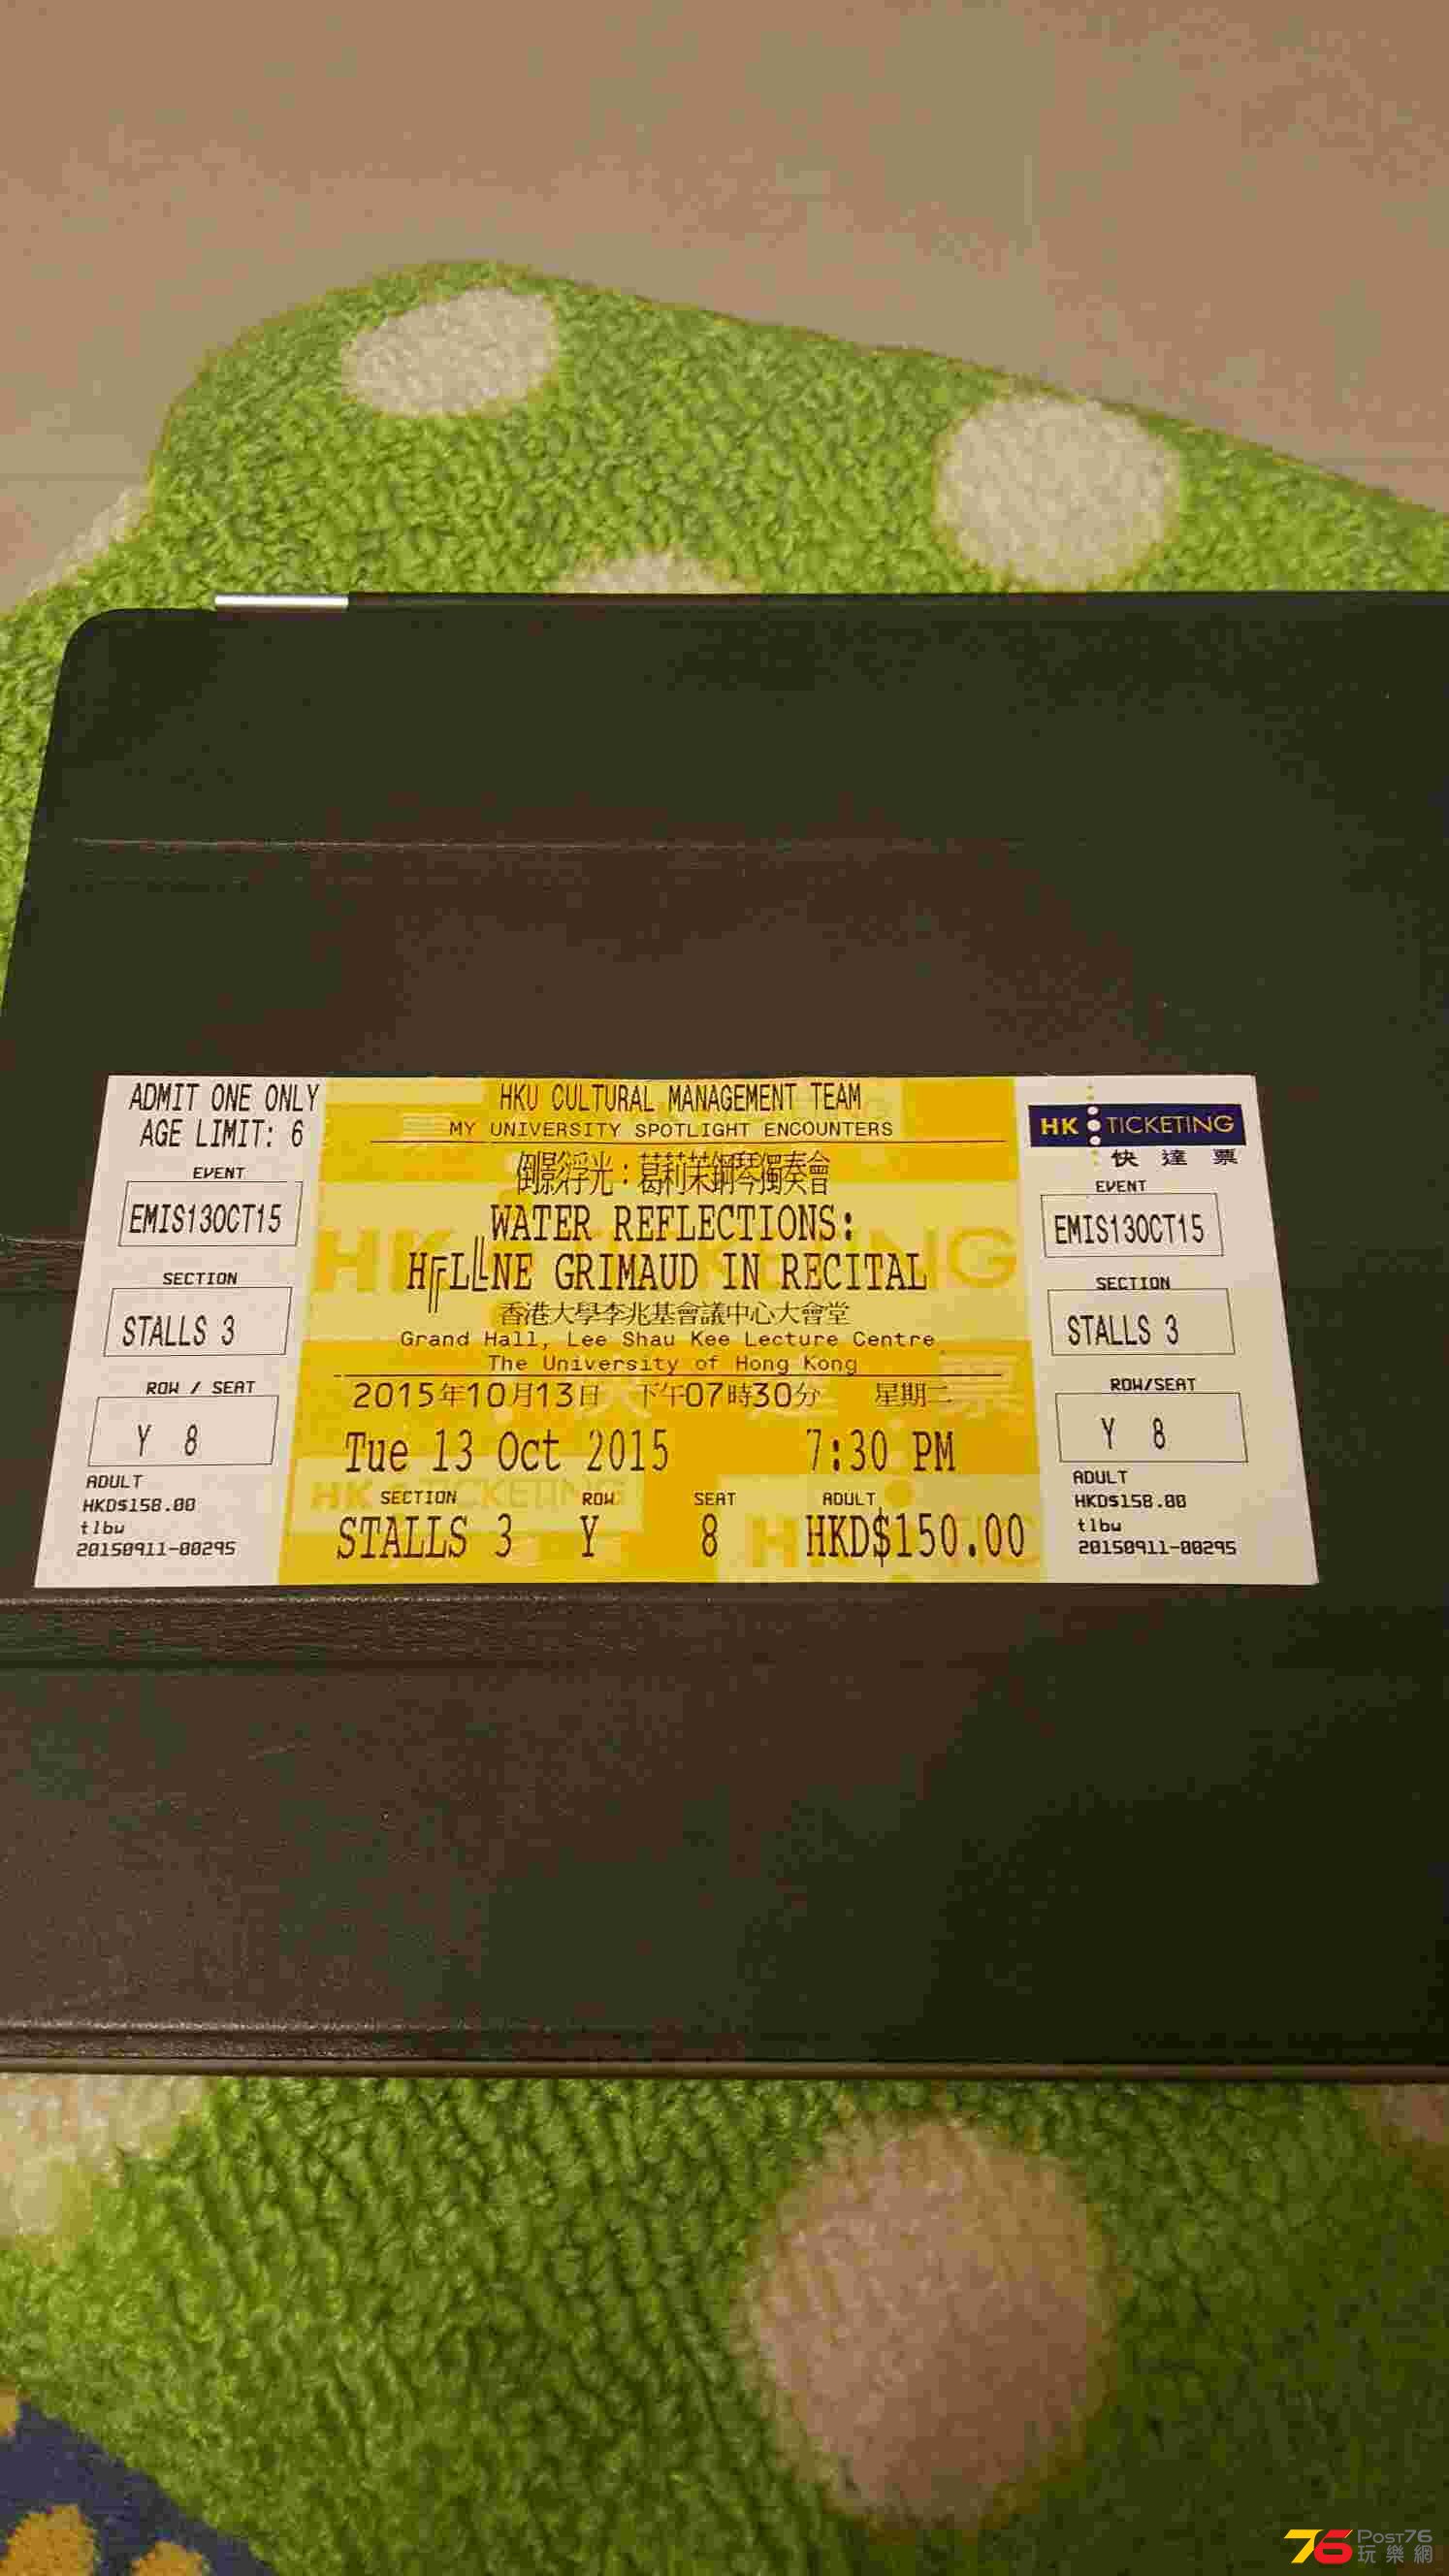 ADMIT ONE ONLY
AGE LIMIT: 6
EVENT
EMIS13OCT15
SECTION
STALLS 3
ROW / SEAT
Y 8
ADULT
HKD$150.00
tlbw
20150911-00295
HKU CULTURAL MANAGEMENT TEAM
MY UNIVERSITY SPOTLIGHT ENCOUNTERS
倒影浮光:葛莉茉鋼琴獨奏會
WATER REFLECTIONS:
GRIMAUD IN RECITAL
香港大學李兆基會議中心大會堂
Grand Hall, Lee Shau Kee Lecture Centre
The University of Hong Kong
2015年10月13日 下午07時30分 星期二
Tue 13 Oct 2015 7:30 PM
SECTION ROW SEAT ADULT
STALLS 3 Y 8 HKD$150.00
HK TICKETING
快達票
EVENT
EMIS13OCT15
SECTION
STALLS 3
ROW/SEAT
Y 8
ADULT
HKD$150.00
tlbw
20150911-00295
76 POST76
玩樂網